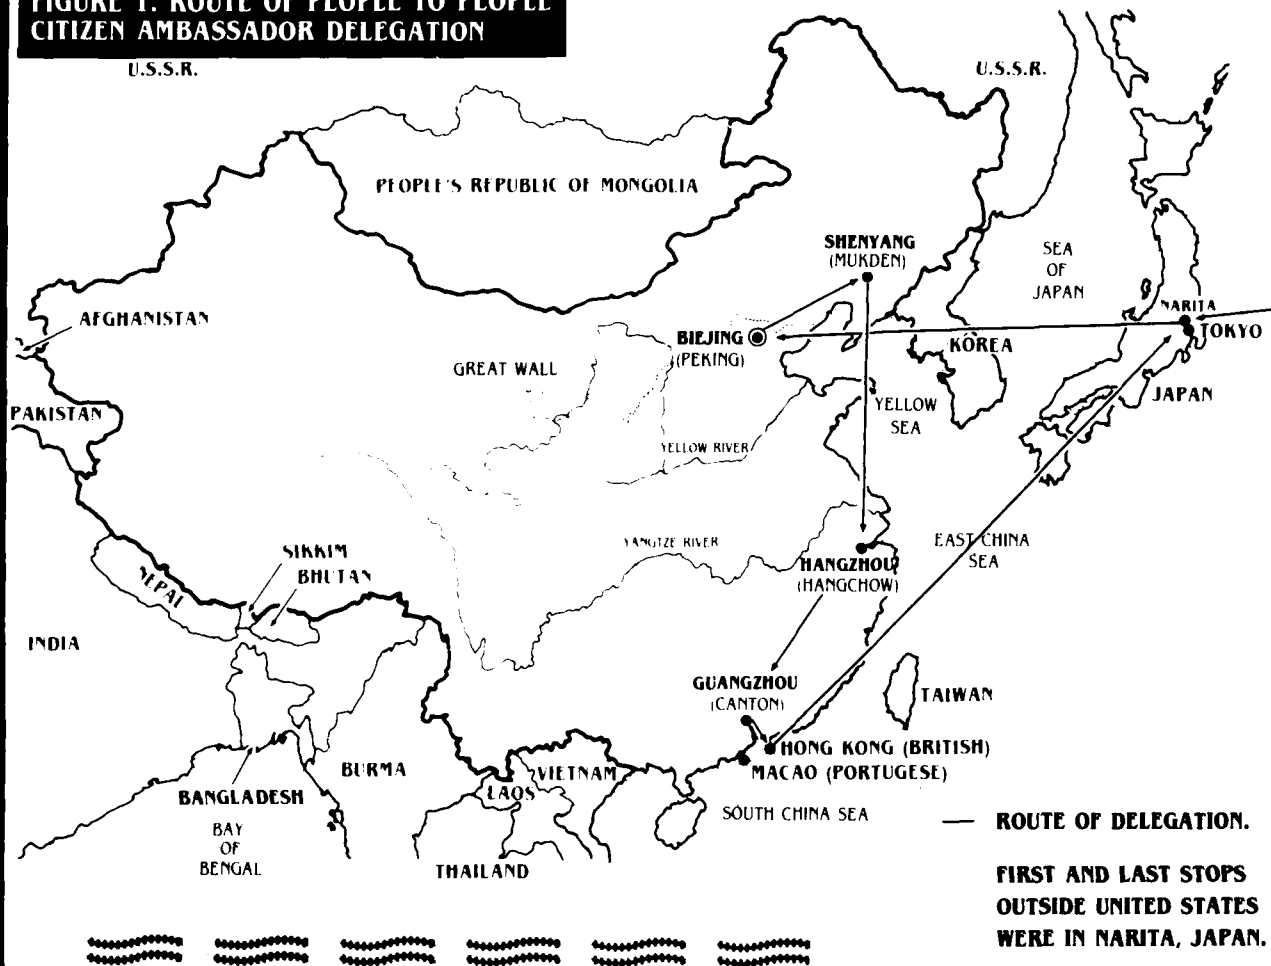 FIGURE 1. ROUTE OF PEOPLE TO PEOPLE
CITIZEN AMBASSADOR DELEGATION
U.S.S.R.
U.S.S.R.
PEOPLE'S REPUBLIC OF MONGOLIA
SHENYANG
(MUKDEN)
SEA
OF
JAPAN
NARITA
TOKYO
AFGHANISTAN
BIEJING
(PEKING)
KOREA
GREAT WALL
JAPAN
PAKISTAN
YELLOW
SEA
YELLOW RIVER
YANGTZE RIVER
EAST CHINA
SEA
SIKKIM
BHUTAN
HANGZHOU
(HANGCHOW)
NEPAL
INDIA
GUANGZHOU
(CANTON)
TAIWAN
HONG KONG (BRITISH)
MACAO (PORTUGESE)
BURMA
VIETNAM
LAOS
BANGLADESH
SOUTH CHINA SEA
BAY
OF
BENGAL
THAILAND
— ROUTE OF DELEGATION.
FIRST AND LAST STOPS
OUTSIDE UNITED STATES
WERE IN NARITA, JAPAN.